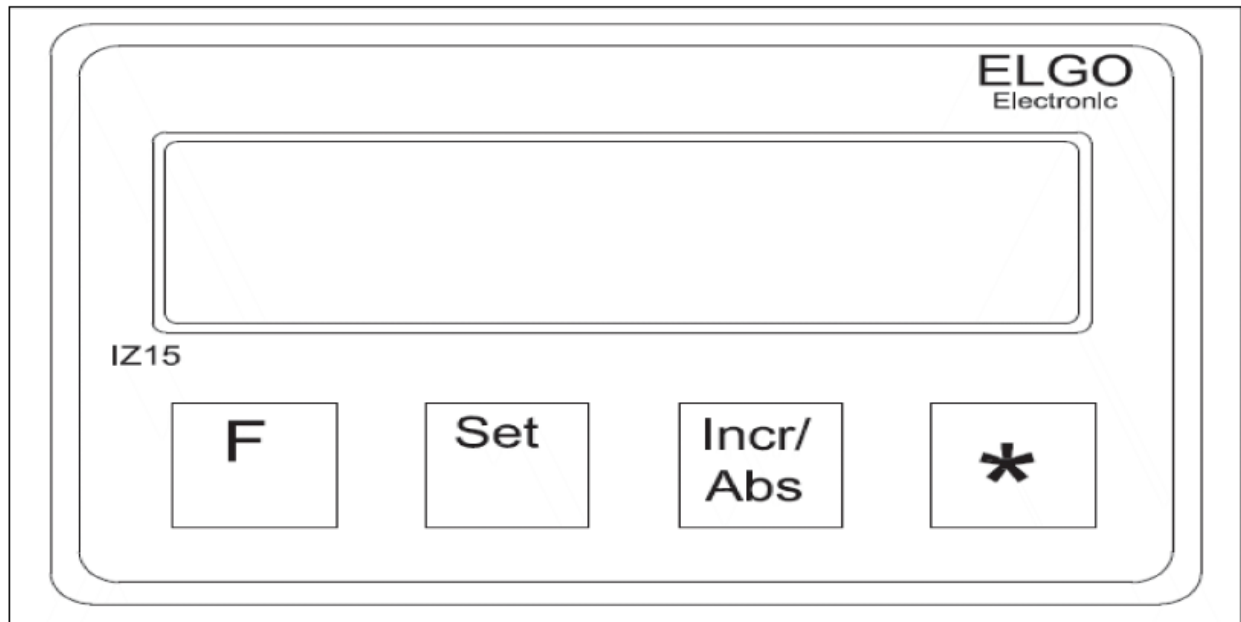 ELGO
Electronic
IZ15
F
Set
Incr/
Abs
*